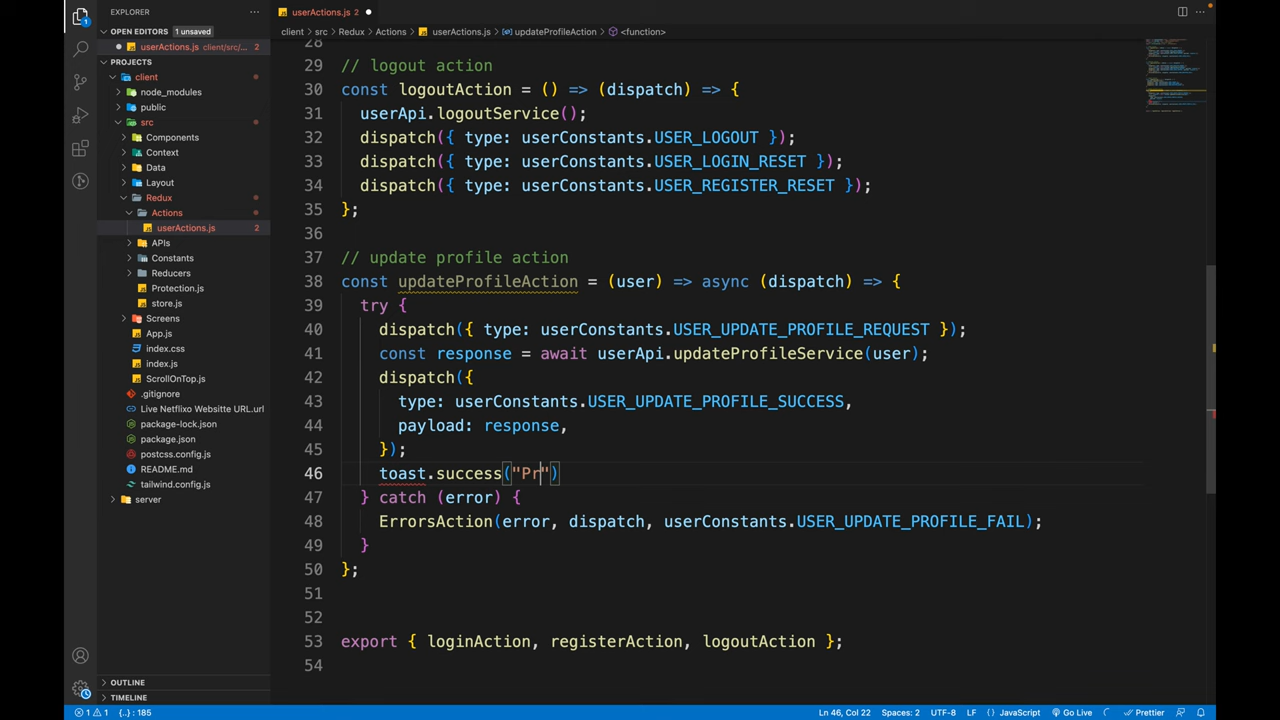 EXPLORER
userActions.js 2
OPEN EDITORS 1 unsaved
userActions.js client/src/... 2
client > src > Redux > Actions > userActions.js > updateProfileAction > <function>
PROJECTS
client
node_modules
public
src
Components
Context
Data
Layout
Redux
Actions
userActions.js 2
APIs
Constants
Reducers
Protection.js
store.js
Screens
App.js
index.css
index.js
ScrollOnTop.js
.gitignore
Live Netflixo Websitte URL.url
package-lock.json
package.json
postcss.config.js
README.md
tailwind.config.js
server
OUTLINE
TIMELINE
28
29 // logout action
30 const logoutAction = () => (dispatch) => {
31 userApi.logoutService();
32 dispatch({ type: userConstants.USER_LOGOUT });
33 dispatch({ type: userConstants.USER_LOGIN_RESET });
34 dispatch({ type: userConstants.USER_REGISTER_RESET });
35 };
36
37 // update profile action
38 const updateProfileAction = (user) => async (dispatch) => {
39 try {
40 dispatch({ type: userConstants.USER_UPDATE_PROFILE_REQUEST });
41 const response = await userApi.updateProfileService(user);
42 dispatch({
43 type: userConstants.USER_UPDATE_PROFILE_SUCCESS,
44 payload: response,
45 });
46 toast.success("Pr")
47 } catch (error) {
48 ErrorsAction(error, dispatch, userConstants.USER_UPDATE_PROFILE_FAIL);
49 }
50 };
51
52
53 export { loginAction, registerAction, logoutAction };
54
1 1 {..} : 185
Ln 46, Col 22 Spaces: 2 UTF-8 LF {} JavaScript Go Live Prettier